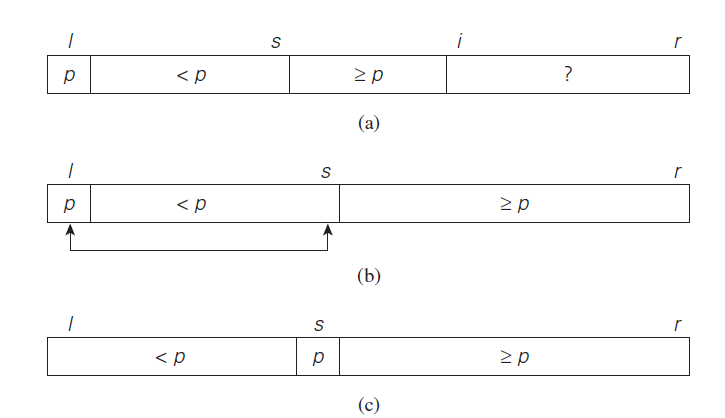 l s i r
p < p ≥ p ?
(a)
l s r
p < p ≥ p
(b)
l s r
< p p ≥ p
(c)